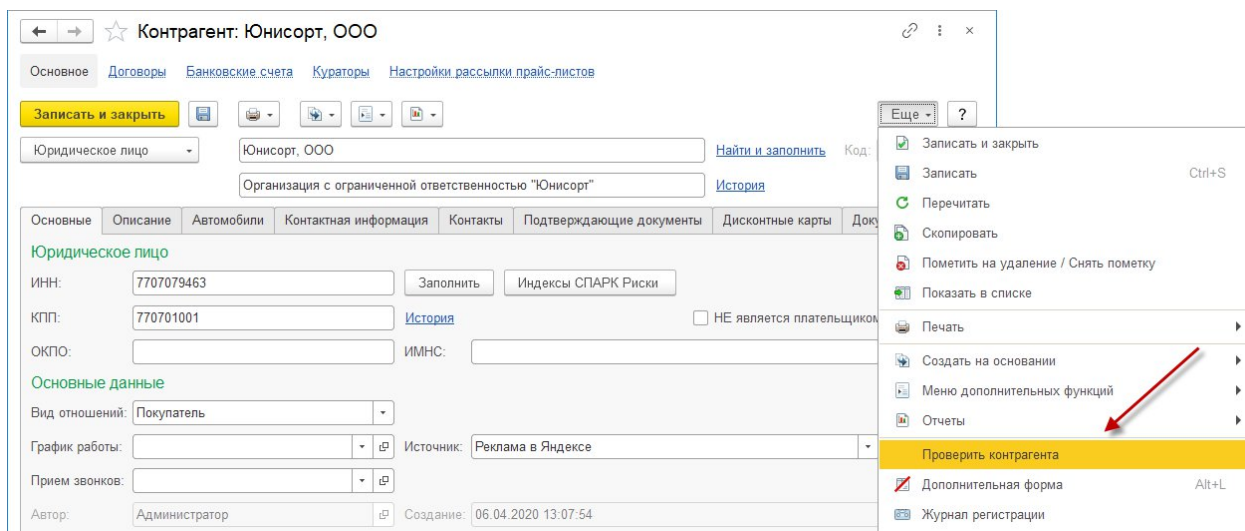 Контрагент: Юнисорт, ООО
Основное Договоры Банковские счета Кураторы Настройки рассылки прайс-листов
Записать и закрыть Еще ?
Юридическое лицо Юнисорт, ООО Найти и заполнить Код:
Организация с ограниченной ответственностью "Юнисорт" История
Основные Описание Автомобили Контактная информация Контакты Подтверждающие документы Дисконтные карты
Юридическое лицо
ИНН: 7707079463 Заполнить Индексы СПАРК Риски
КПП: 770701001 История НЕ является плательщиком
ОКПО: ИМНС:
Основные данные
Вид отношений: Покупатель
График работы: Источник: Реклама в Яндексе
Прием звонков:
Автор: Администратор Создание: 06.04.2020 13:07:54
Записать и закрыть
Записать Ctrl+S
Перечитать
Скопировать
Пометить на удаление / Снять пометку
Показать в списке
Печать
Создать на основании
Меню дополнительных функций
Отчеты
Проверить контрагента
Дополнительная форма Alt+L
Журнал регистрации